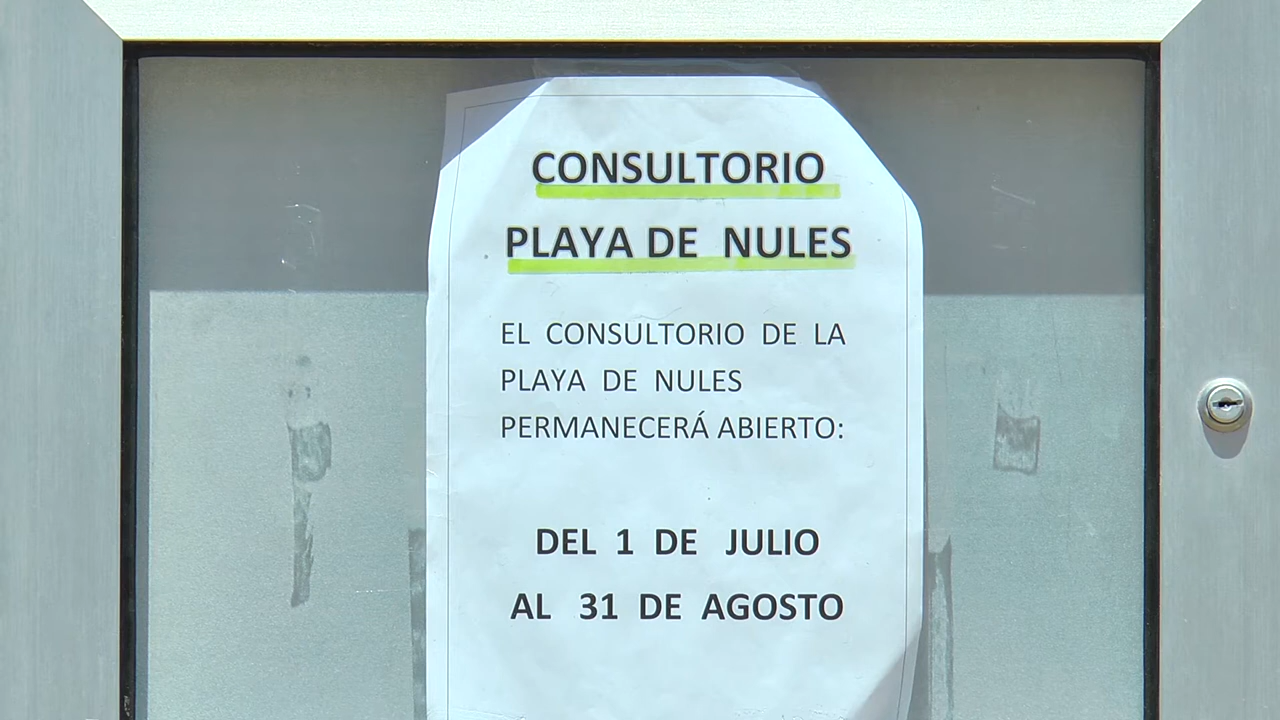 CONSULTORIO
PLAYA DE NULES
EL CONSULTORIO DE LA
PLAYA DE NULES
PERMANECERÁ ABIERTO:
DEL 1 DE JULIO
AL 31 DE AGOSTO